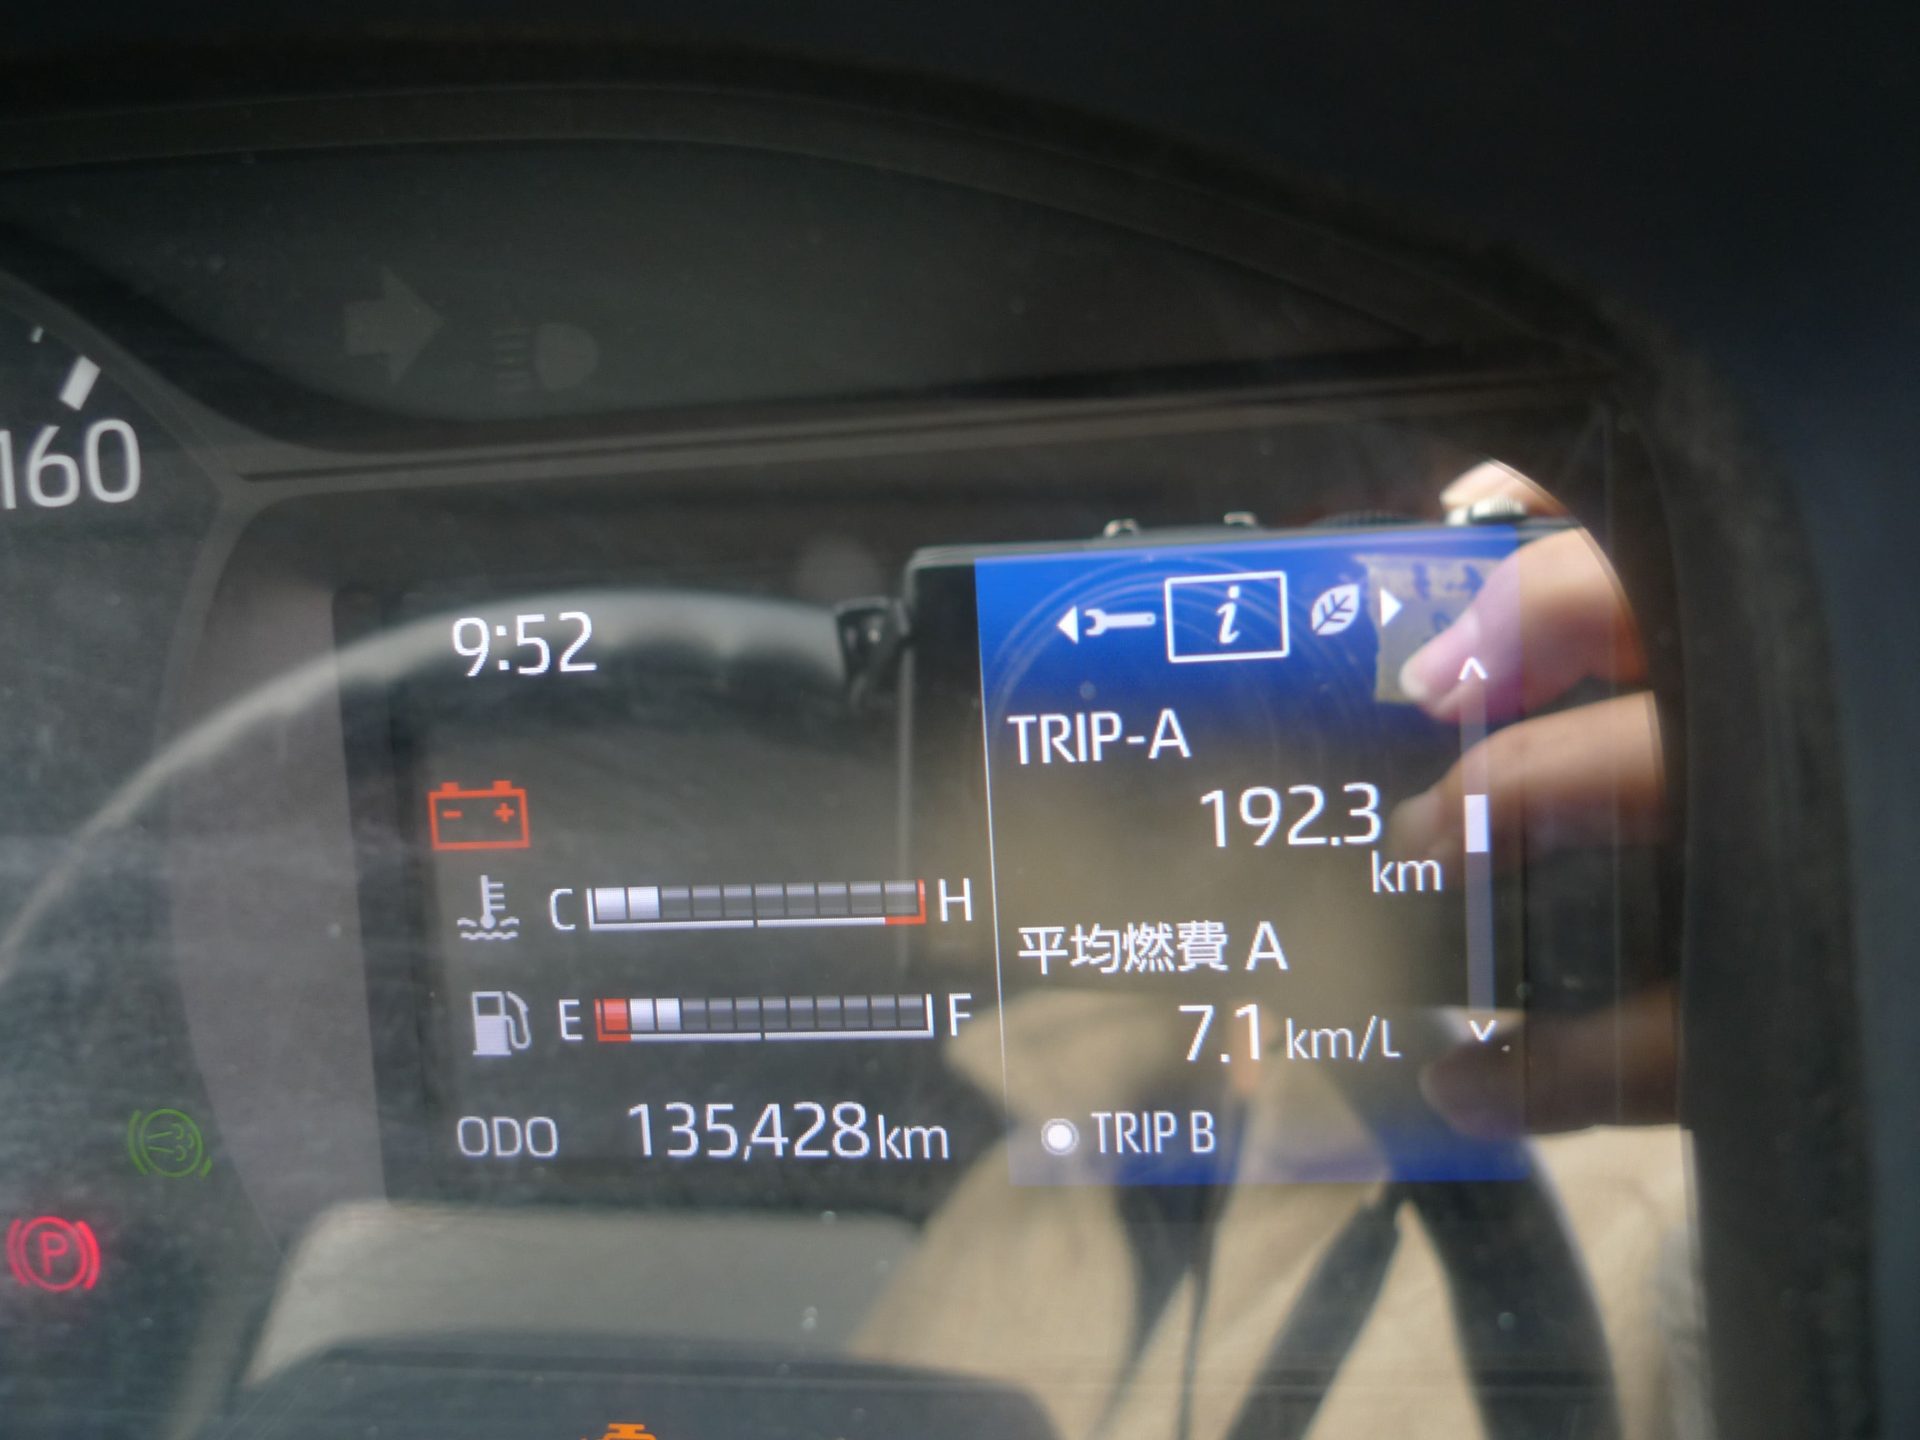 160
9:52
i
TRIP-A
192.3
km
C H
平均燃費 A
E F
7.1 km/L
ODO 135,428km
TRIP B
P